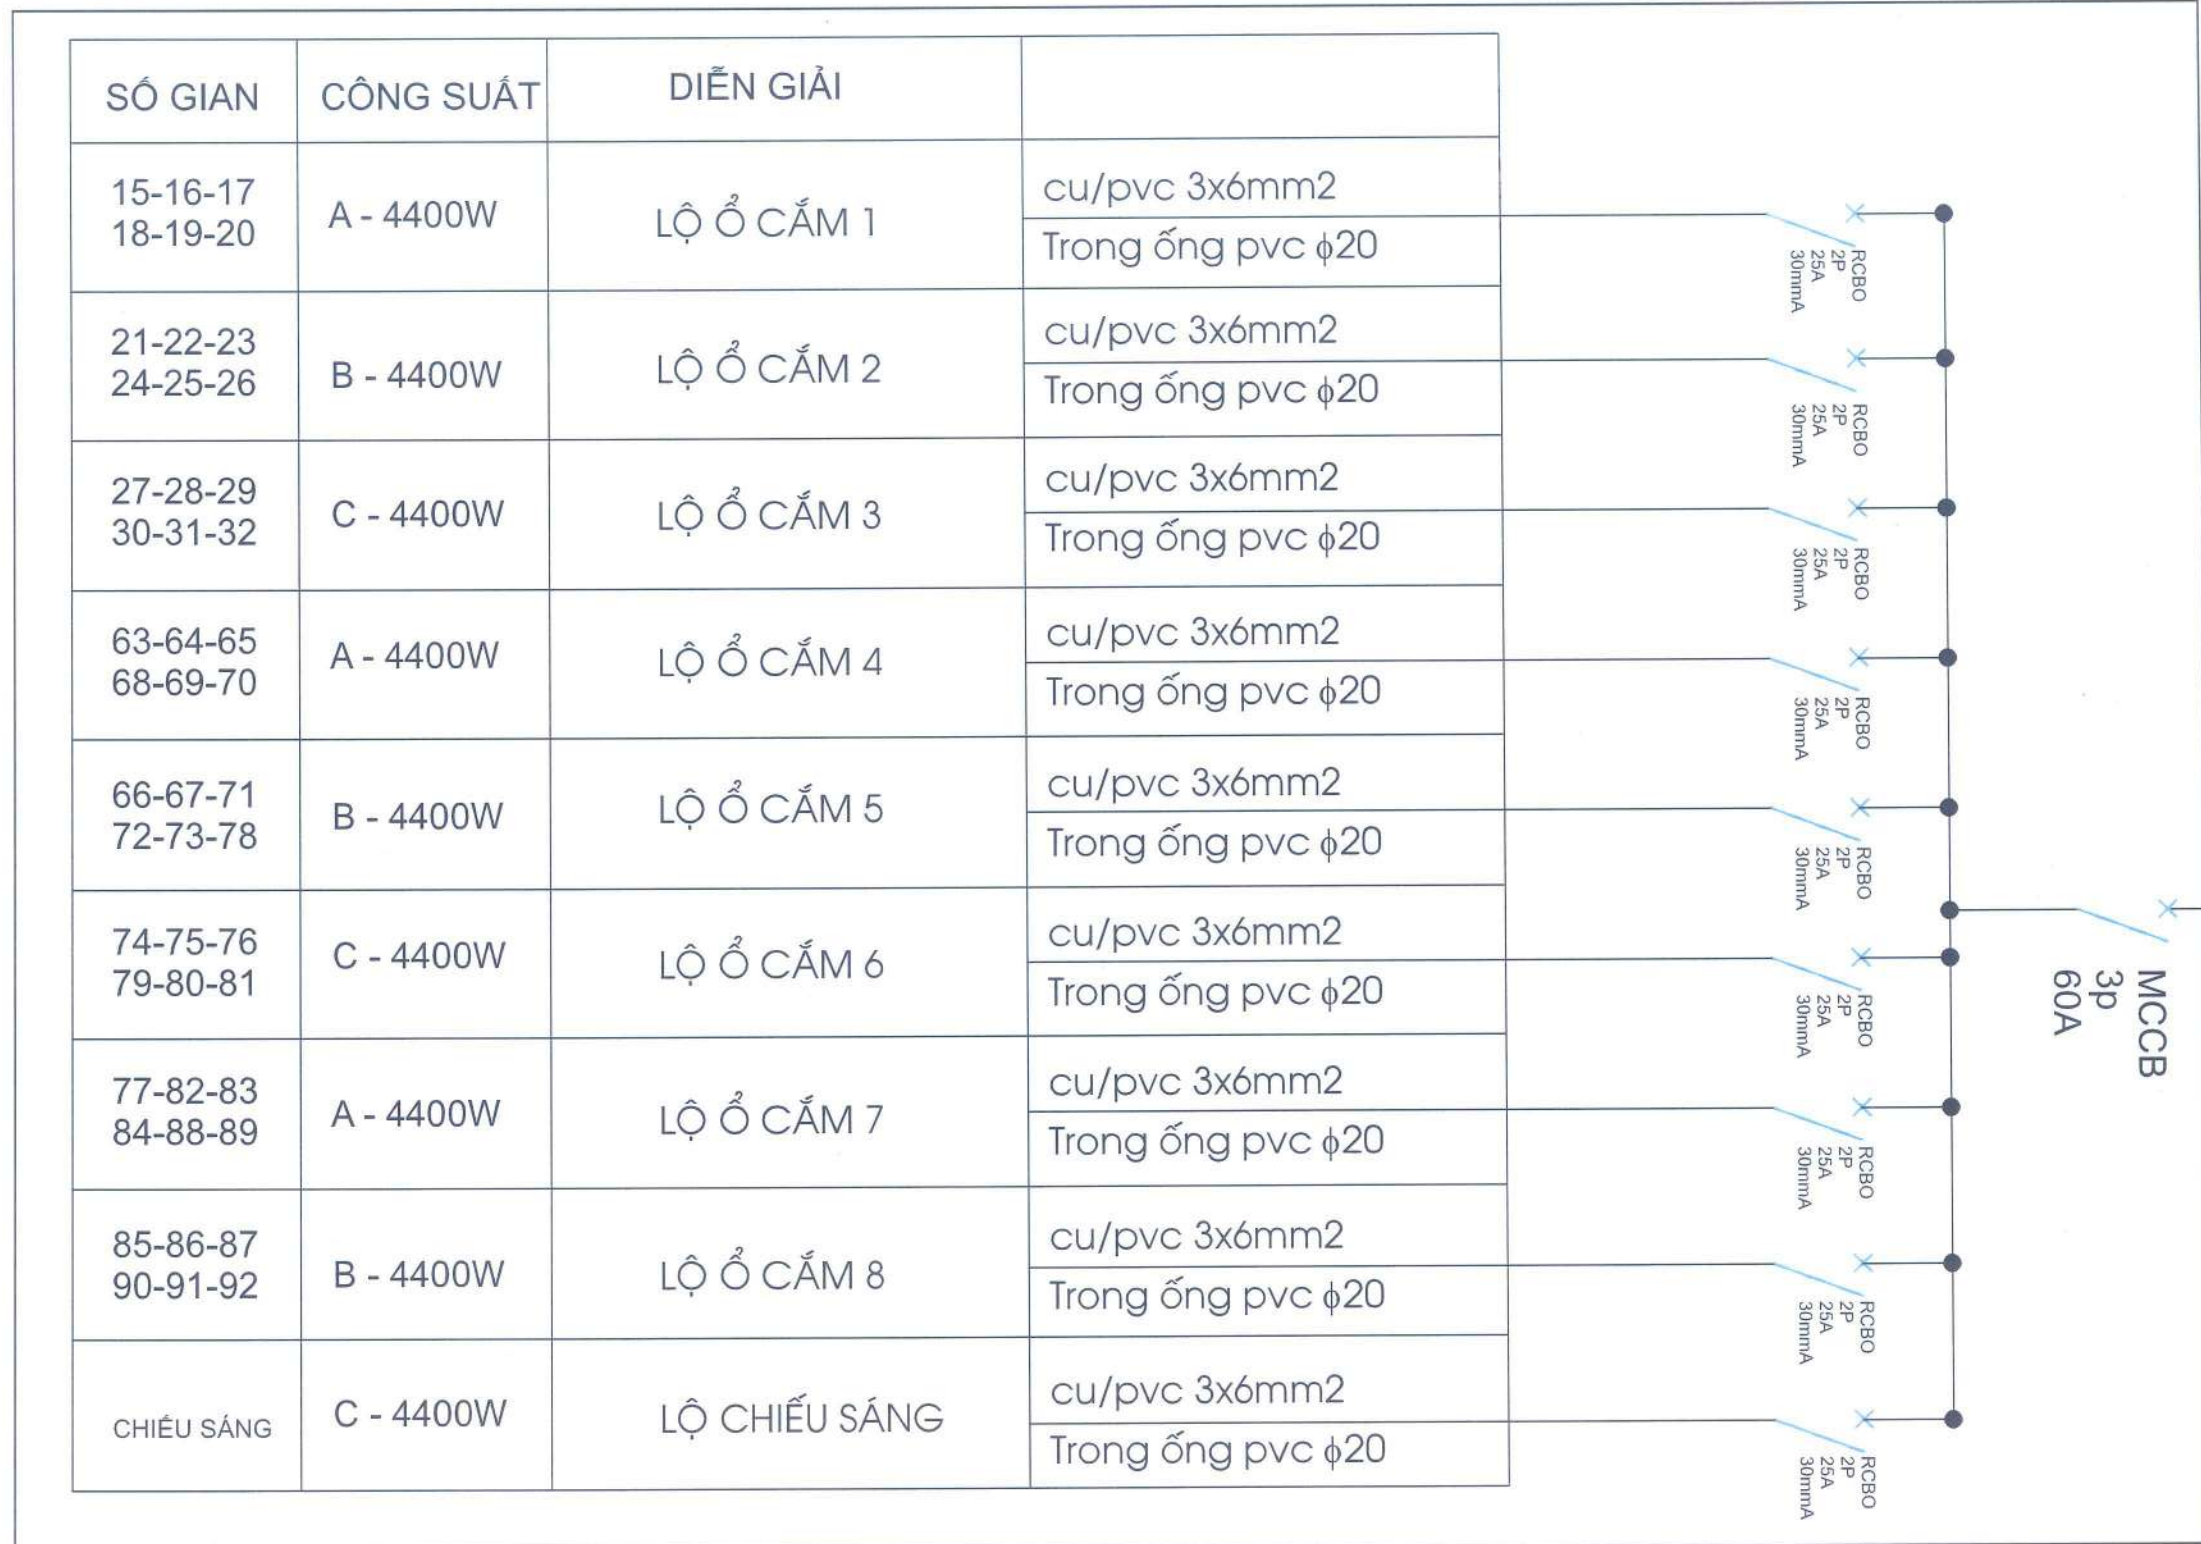 SỐ GIAN
CÔNG SUẤT
DIỄN GIẢI
15-16-17
18-19-20
A - 4400W
LỘ Ổ CẮM 1
cu/pvc 3x6mm2
Trong ống pvc ϕ20
RCBO
2P
25A
30mmA
21-22-23
24-25-26
B - 4400W
LỘ Ổ CẮM 2
cu/pvc 3x6mm2
Trong ống pvc ϕ20
RCBO
2P
25A
30mmA
27-28-29
30-31-32
C - 4400W
LỘ Ổ CẮM 3
cu/pvc 3x6mm2
Trong ống pvc ϕ20
RCBO
2P
25A
30mmA
63-64-65
68-69-70
A - 4400W
LỘ Ổ CẮM 4
cu/pvc 3x6mm2
Trong ống pvc ϕ20
RCBO
2P
25A
30mmA
66-67-71
72-73-78
B - 4400W
LỘ Ổ CẮM 5
cu/pvc 3x6mm2
Trong ống pvc ϕ20
RCBO
2P
25A
30mmA
74-75-76
79-80-81
C - 4400W
LỘ Ổ CẮM 6
cu/pvc 3x6mm2
Trong ống pvc ϕ20
RCBO
2P
25A
30mmA
MCCB
3p
60A
77-82-83
84-88-89
A - 4400W
LỘ Ổ CẮM 7
cu/pvc 3x6mm2
Trong ống pvc ϕ20
RCBO
2P
25A
30mmA
85-86-87
90-91-92
B - 4400W
LỘ Ổ CẮM 8
cu/pvc 3x6mm2
Trong ống pvc ϕ20
RCBO
2P
25A
30mmA
CHIẾU SÁNG
C - 4400W
LỘ CHIẾU SÁNG
cu/pvc 3x6mm2
Trong ống pvc ϕ20
RCBO
2P
25A
30mmA